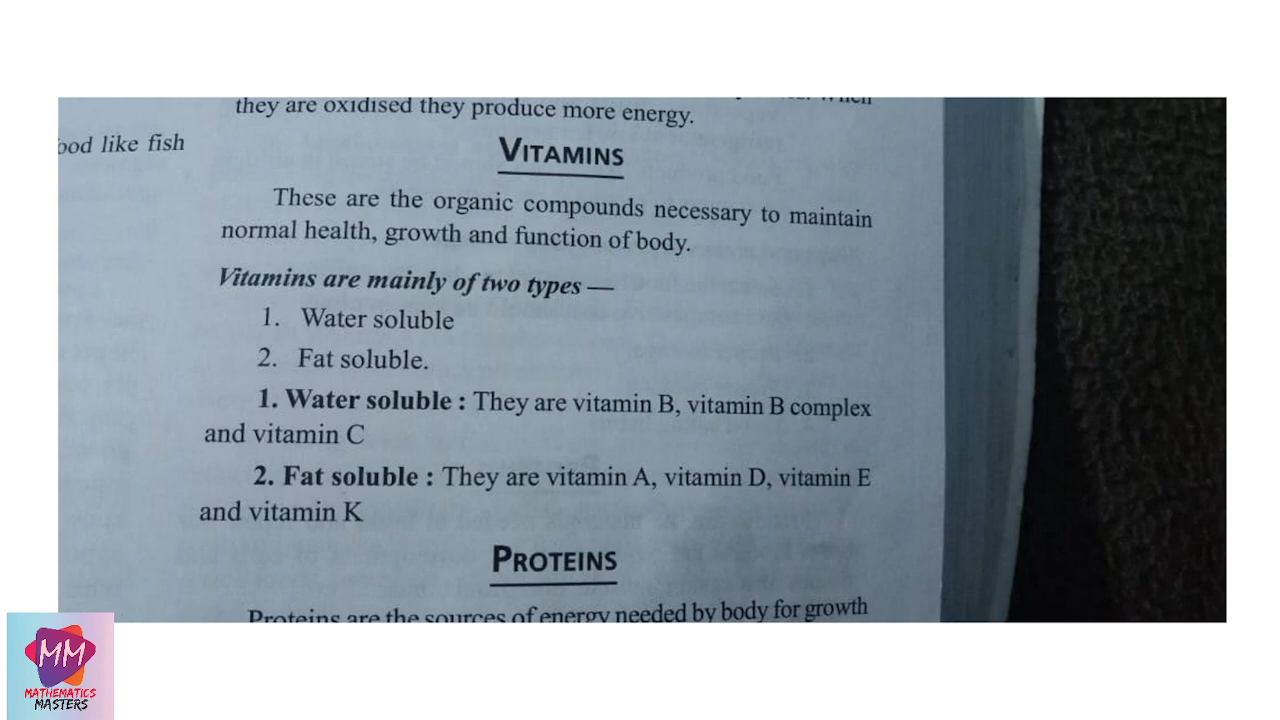 they are oxidised they produce more energy.
ood like fish
VITAMINS
These are the organic compounds necessary to maintain
normal health, growth and function of body.
Vitamins are mainly of two types —
1. Water soluble
2. Fat soluble.
1. Water soluble : They are vitamin B, vitamin B complex
and vitamin C
2. Fat soluble : They are vitamin A, vitamin D, vitamin E
and vitamin K
PROTEINS
Proteins are the sources of energy needed by body for growth
MM
MATHEMATICS
MASTERS